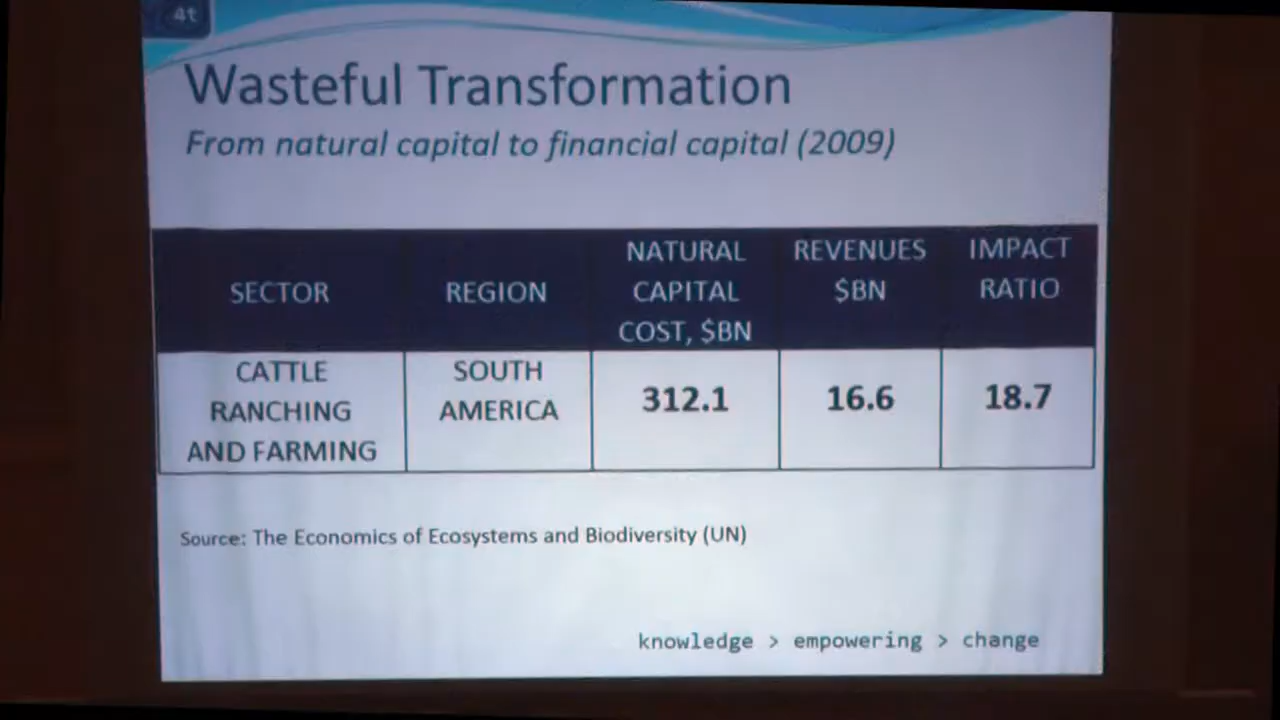 4t
Wasteful Transformation
From natural capital to financial capital (2009)
SECTOR
REGION
NATURAL
CAPITAL
COST, $BN
REVENUES
$BN
IMPACT
RATIO
CATTLE
RANCHING
AND FARMING
SOUTH
AMERICA
312.1
16.6
18.7
Source: The Economics of Ecosystems and Biodiversity (UN)
knowledge > empowering > change